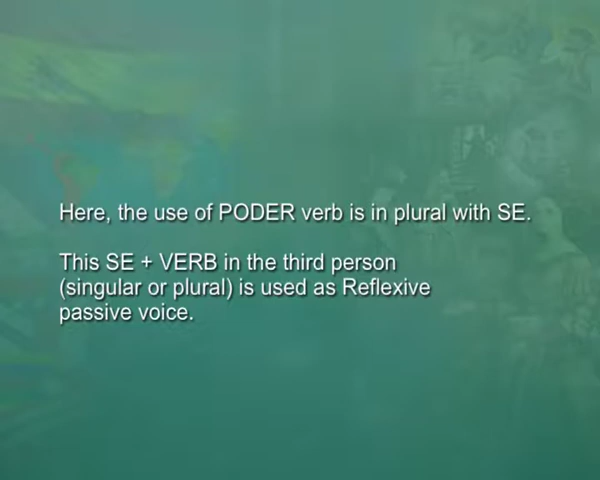 Here, the use of PODER verb is in plural with SE.
This SE + VERB in the third person
(singular or plural) is used as Reflexive
passive voice.